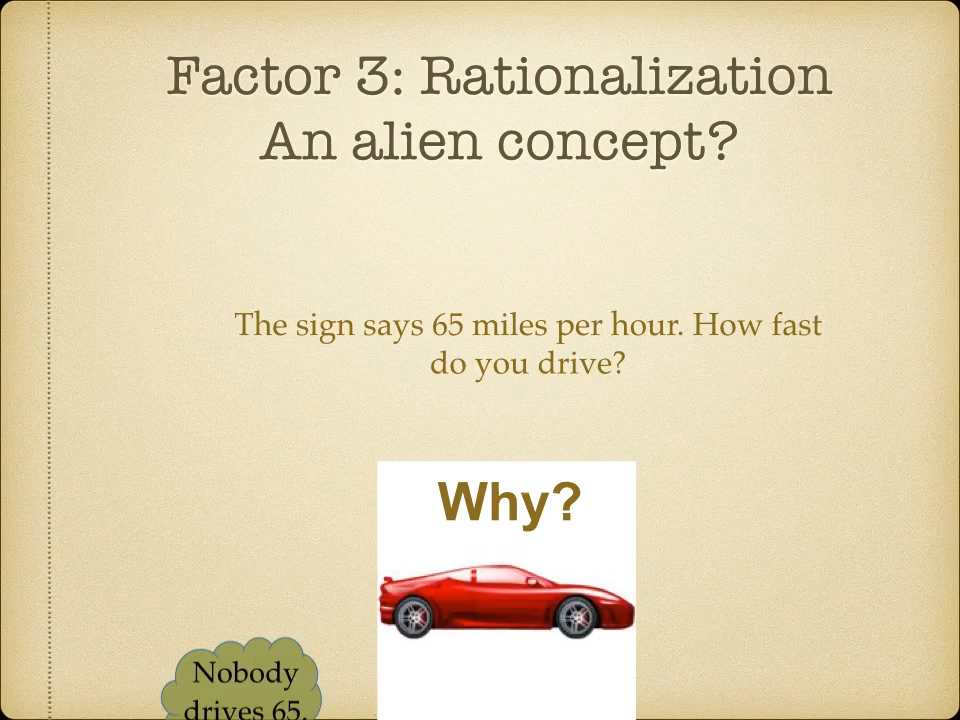 Factor 3: Rationalization
An alien concept?
The sign says 65 miles per hour. How fast
do you drive?
Why?
Nobody
drives 65.